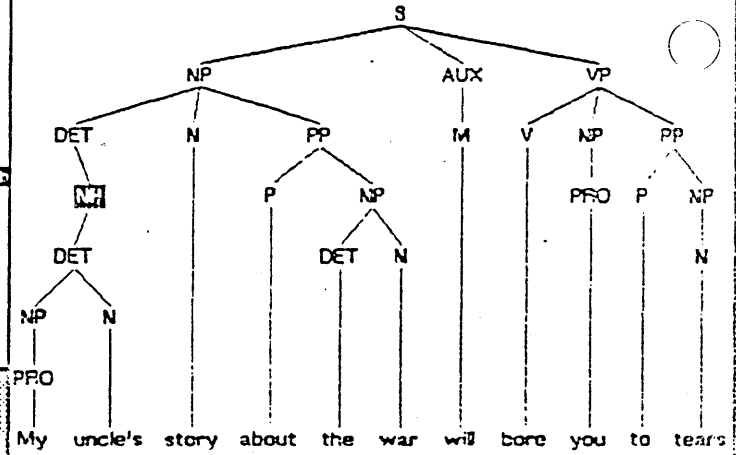 S
NP AUX VP
DET N PP M V NP PP
NP P NP PRO P NP
DET DET N N
NP N
PRO
My uncle's story about the war will bore you to tears